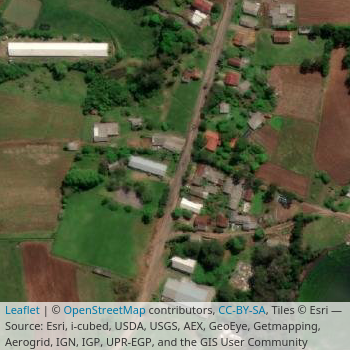 Leaflet | © OpenStreetMap contributors, CC-BY-SA, Tiles © Esri —
Source: Esri, i-cubed, USDA, USGS, AEX, GeoEye, Getmapping,
Aerogrid, IGN, IGP, UPR-EGP, and the GIS User Community